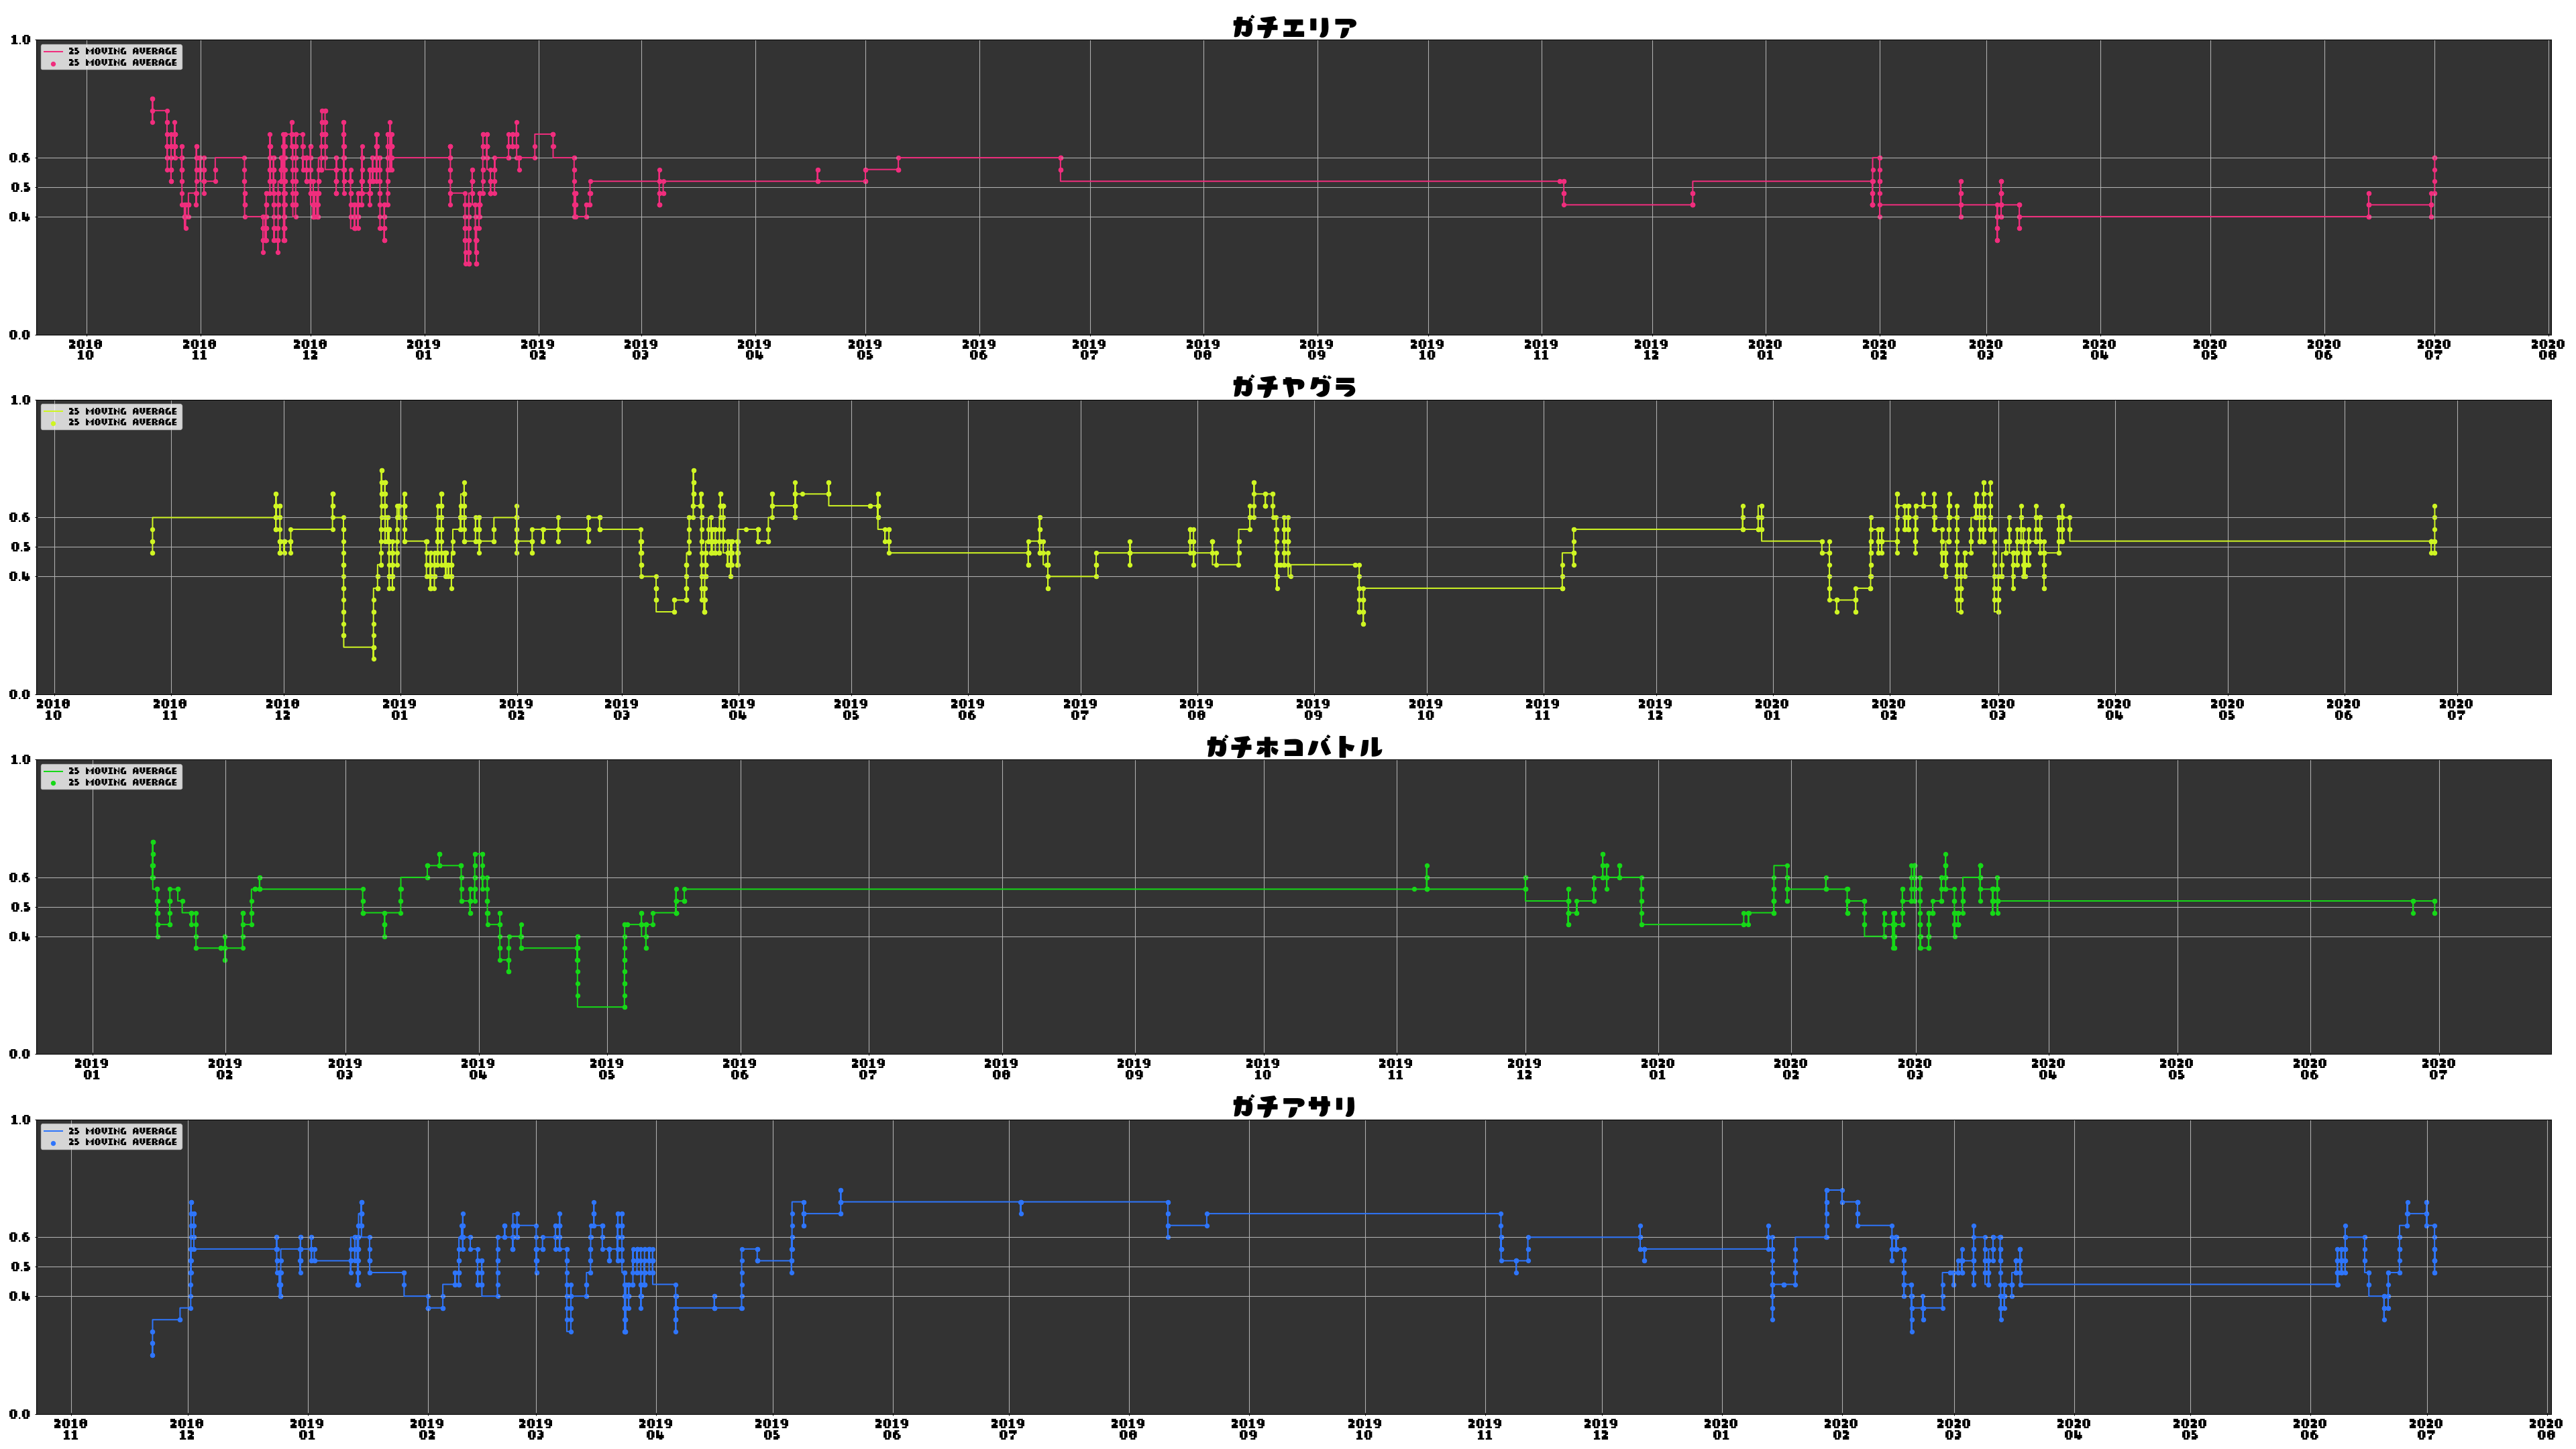 ガチエリア
1.0
25 MOVING AVERAGE
25 MOVING AVERAGE
0.6
0.5
0.4
0.0
2018 2018 2018 2019 2019 2019 2019 2019 2019 2019 2019 2019 2019 2019 2019 2020 2020 2020 2020 2020 2020 2020 2020
10 11 12 01 02 03 04 05 06 07 08 09 10 11 12 01 02 03 04 05 06 07 08
ガチヤグラ
1.0
25 MOVING AVERAGE
25 MOVING AVERAGE
0.6
0.5
0.4
0.0
2018 2018 2018 2019 2019 2019 2019 2019 2019 2019 2019 2019 2019 2019 2019 2020 2020 2020 2020 2020 2020 2020
10 11 12 01 02 03 04 05 06 07 08 09 10 11 12 01 02 03 04 05 06 07
ガチホコバトル
1.0
25 MOVING AVERAGE
25 MOVING AVERAGE
0.6
0.5
0.4
0.0
2019 2019 2019 2019 2019 2019 2019 2019 2019 2019 2019 2019 2020 2020 2020 2020 2020 2020 2020
01 02 03 04 05 06 07 08 09 10 11 12 01 02 03 04 05 06 07
ガチアサリ
1.0
25 MOVING AVERAGE
25 MOVING AVERAGE
0.6
0.5
0.4
0.0
2018 2018 2019 2019 2019 2019 2019 2019 2019 2019 2019 2019 2019 2019 2020 2020 2020 2020 2020 2020 2020 2020
11 12 01 02 03 04 05 06 07 08 09 10 11 12 01 02 03 04 05 06 07 08